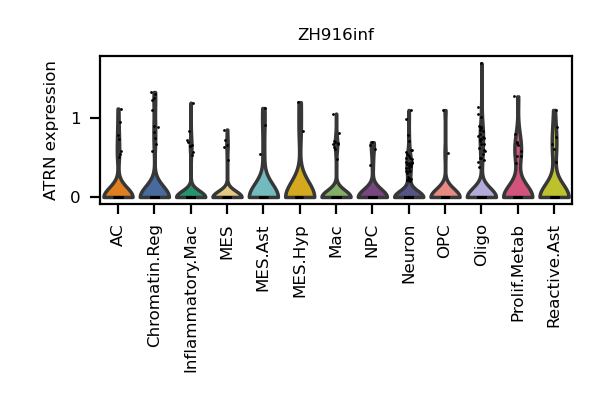 ZH916inf
ATRN expression
1
0
AC
Chromatin.Reg
Inflammatory.Mac
MES
MES.Ast
MES.Hyp
Mac
NPC
Neuron
OPC
Oligo
Prolif.Metab
Reactive.Ast